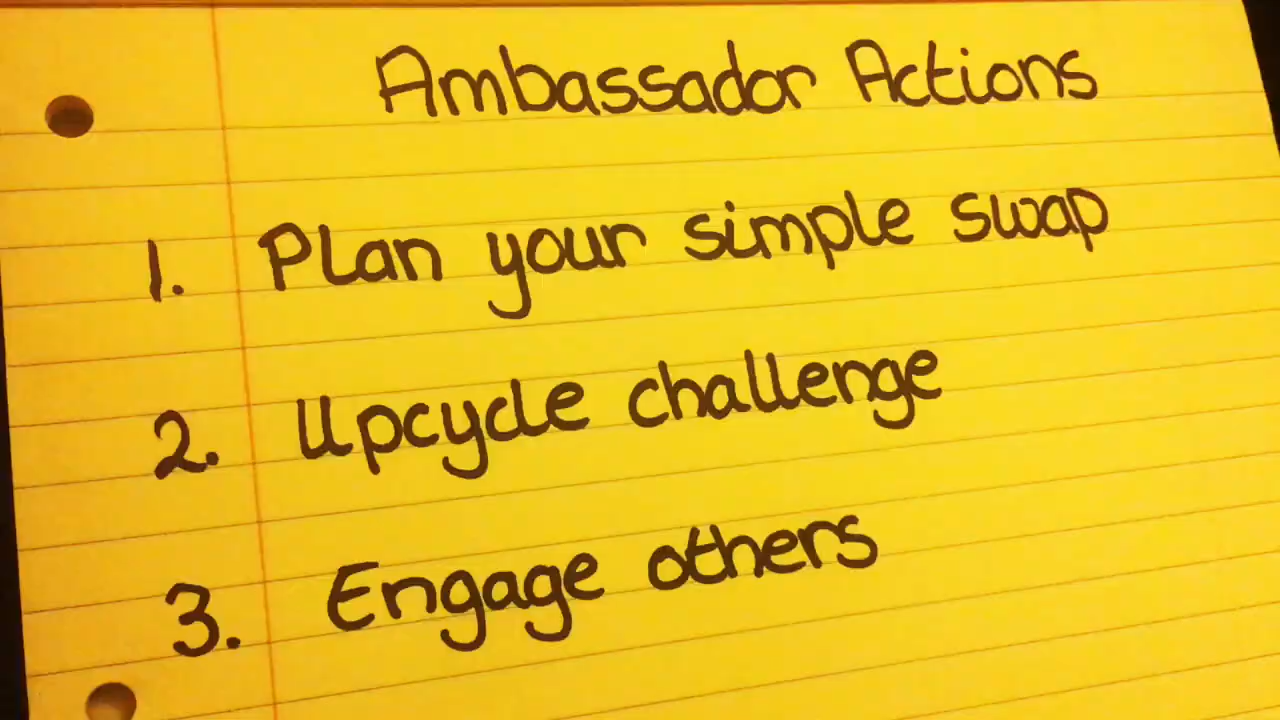 Ambassador Actions
1. Plan your simple swap
2. Upcycle challenge
3. Engage others